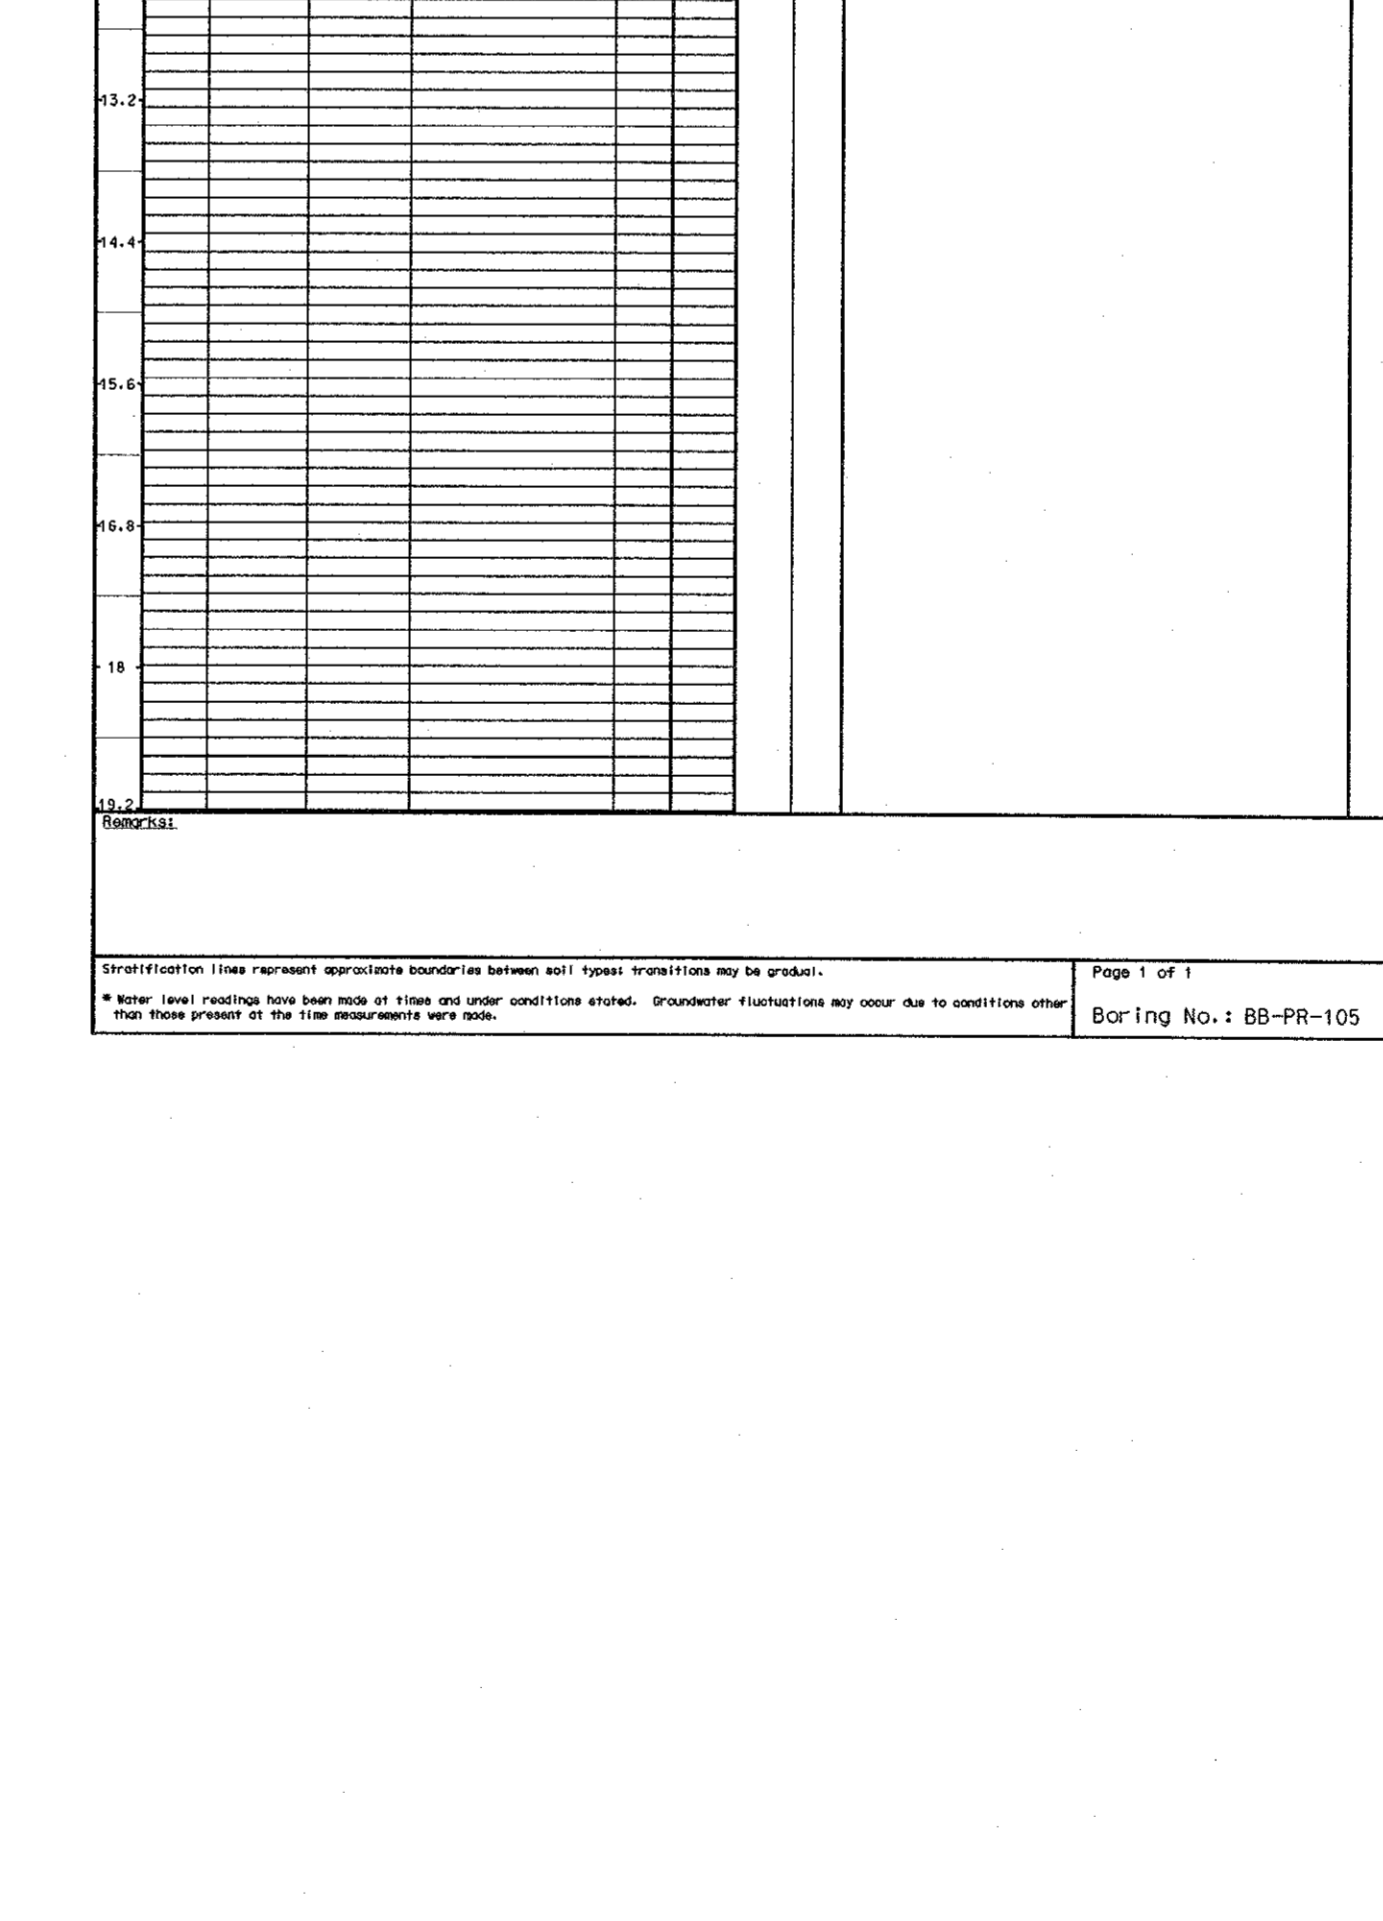 13.2
14.4
15.6
16.8
18
19.2
Remarks:
Stratification lines represent approximate boundaries between soil types; transitions may be gradual.
Page 1 of 1
* Water level readings have been made at times and under conditions stated. Groundwater fluctuations may occur due to conditions other
than those present at the time measurements were made.
Boring No.: BB-PR-105